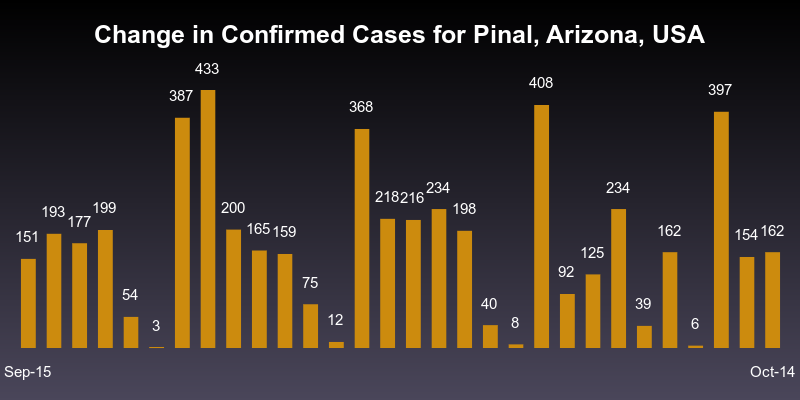 Change in Confirmed Cases for Pinal, Arizona, USA
151 193 177 199 54 3 387 433 200 165 159 75 12 368 218 216 234 198 40 8 408 92 125 234 39 162 6 397 154 162
Sep-15 Oct-14